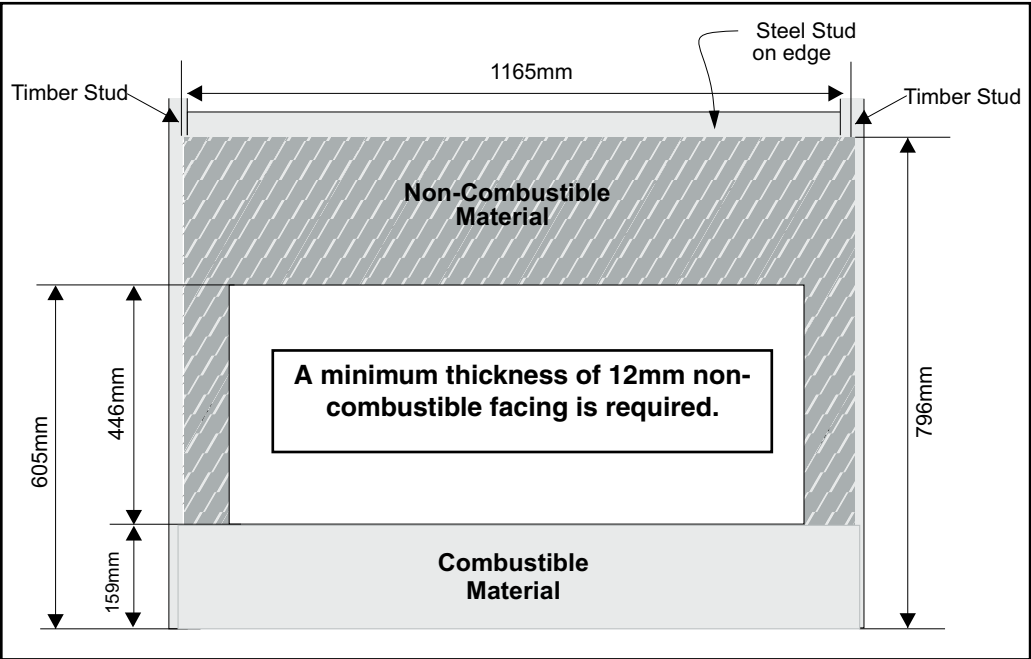 Steel Stud
on edge
1165mm
Timber Stud
Timber Stud
Non-Combustible
Material
A minimum thickness of 12mm non-
combustible facing is required.
446mm
605mm
796mm
159mm
Combustible
Material